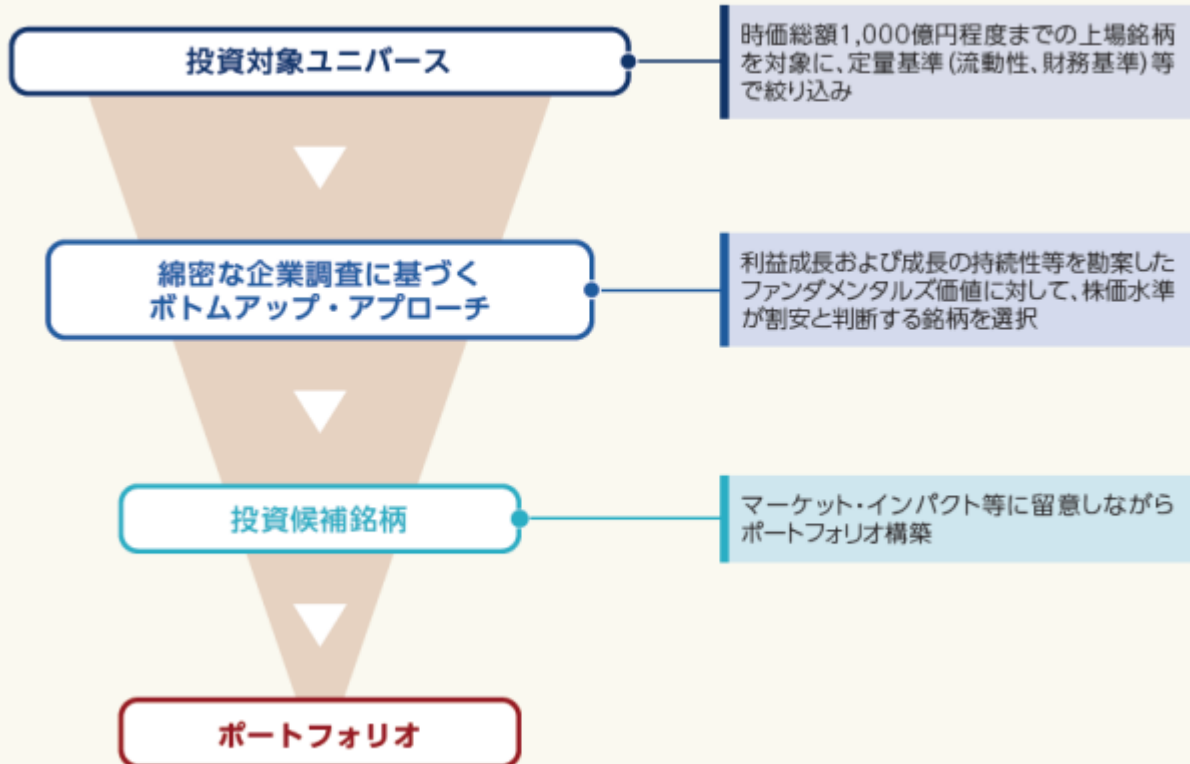 投資対象ユニバース
時価総額1,000億円程度までの上場銘柄
を対象に、定量基準(流動性、財務基準)等
で絞り込み
綿密な企業調査に基づく
ボトムアップ・アプローチ
利益成長および成長の持続性等を勘案した
ファンダメンタルズ価値に対して、株価水準
が割安と判断する銘柄を選択
投資候補銘柄
マーケット・インパクト等に留意しながら
ポートフォリオ構築
ポートフォリオ